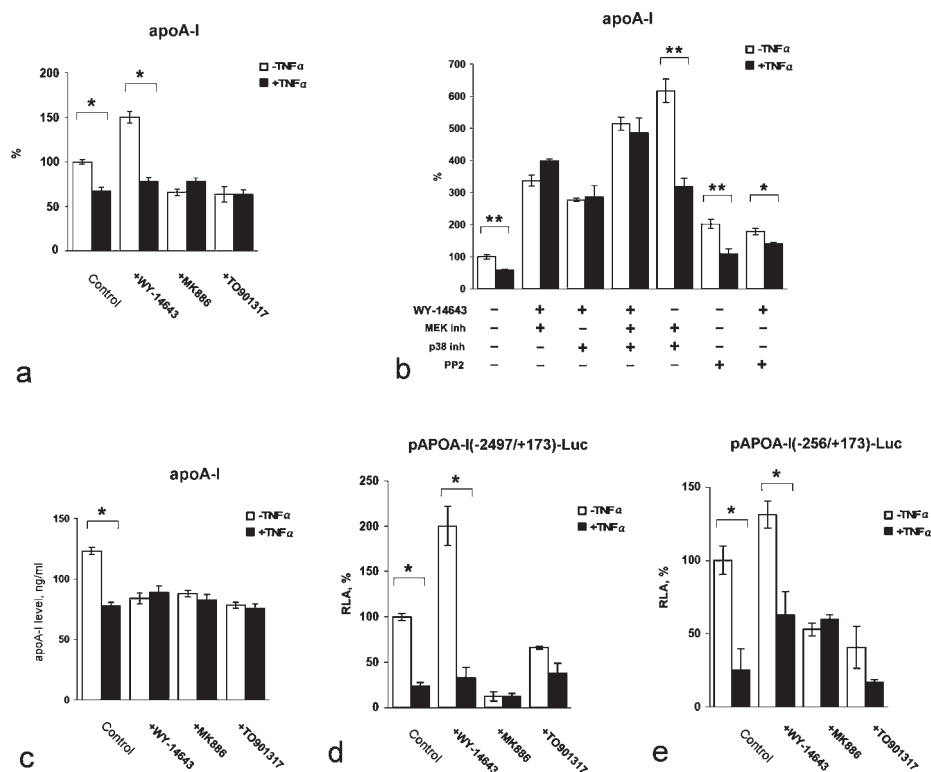 apoA-I
-TNFα
+TNFα
*
*
200
150
100
50
0
%
Control
+WY-14643
+MK886
+TO901317
a
apoA-I
-TNFα
+TNFα
**
**
**
*
700
600
500
400
300
200
100
0
%
WY-14643 – + + + – – +
MEK inh – + – + + – –
p38 inh – – + + + – –
PP2 – – – – – + +
b
apoA-I
-TNFα
+TNFα
*
150
100
50
0
apoA-I level, ng/ml
Control
+WY-14643
+MK886
+TO901317
c
pAPOA-I(-2497/+173)-Luc
-TNFα
+TNFα
*
*
250
200
150
100
50
0
RLA, %
Control
+WY-14643
+MK886
+TO901317
d
pAPOA-I(-256/+173)-Luc
-TNFα
+TNFα
*
*
150
100
50
0
RLA, %
Control
+WY-14643
+MK886
+TO901317
e